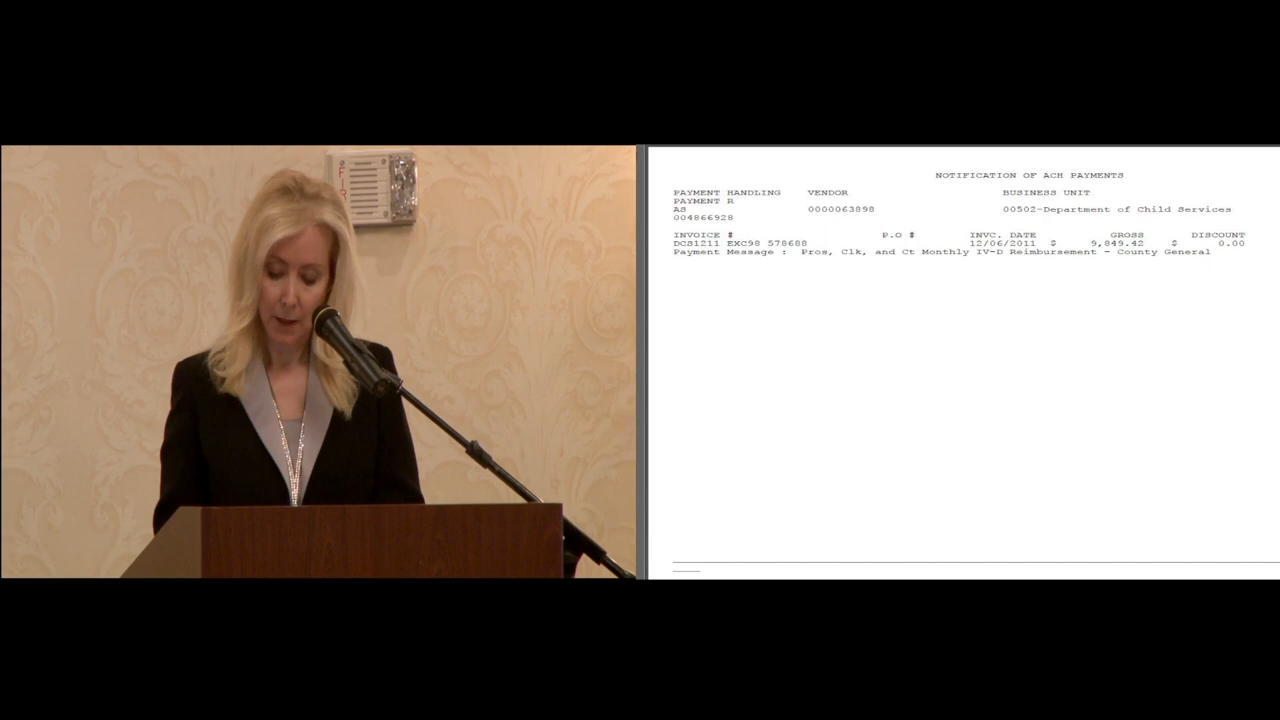 FIRE
NOTIFICATION OF ACH PAYMENTS
PAYMENT HANDLING VENDOR BUSINESS UNIT
PAYMENT R
AS 0000063898 00502-Department of Child Services
004866928
INVOICE # P.O # INVC. DATE GROSS DISCOUNT
DCS1211 EXC98 578688 12/06/2011 $ 9,849.42 $ 0.00
Payment Message : Pros, Clk, and Ct Monthly IV-D Reimbursement - County General